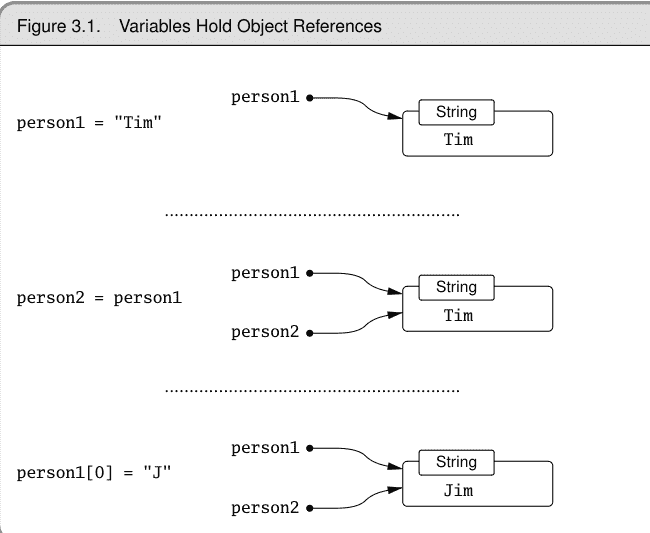 Figure 3.1. Variables Hold Object References
person1
String
person1 = "Tim"
Tim
person1
String
person2 = person1
Tim
person2
person1
String
person1[0] = "J"
Jim
person2